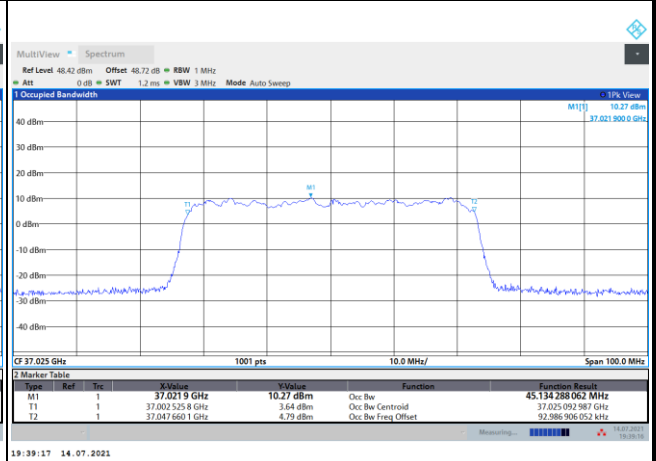 MultiView Spectrum
Ref Level 48.42 dBm Offset 48.72 dB RBW 1 MHz
Att 0 dB SWT 1.2 ms VBW 3 MHz Mode Auto Sweep
1 Occupied Bandwidth 1Pk View
M1[1] 10.27 dBm
37.021 900 0 GHz
40 dBm
30 dBm
20 dBm
M1
10 dBm
T1
T2
0 dBm
-10 dBm
-20 dBm
-30 dBm
-40 dBm
CF 37.025 GHz 1001 pts 10.0 MHz/ Span 100.0 MHz
2 Marker Table
Type Ref Trc X-Value Y-Value Function Function Result
M1 1 37.021 9 GHz 10.27 dBm Occ Bw 45.134 288 062 MHz
T1 1 37.002 525 8 GHz 3.64 dBm Occ Bw Centroid 37.025 092 987 GHz
T2 1 37.047 660 1 GHz 4.79 dBm Occ Bw Freq Offset 92.986 906 052 kHz
Measuring... 14.07.2021
19:39:16
19:39:17 14.07.2021